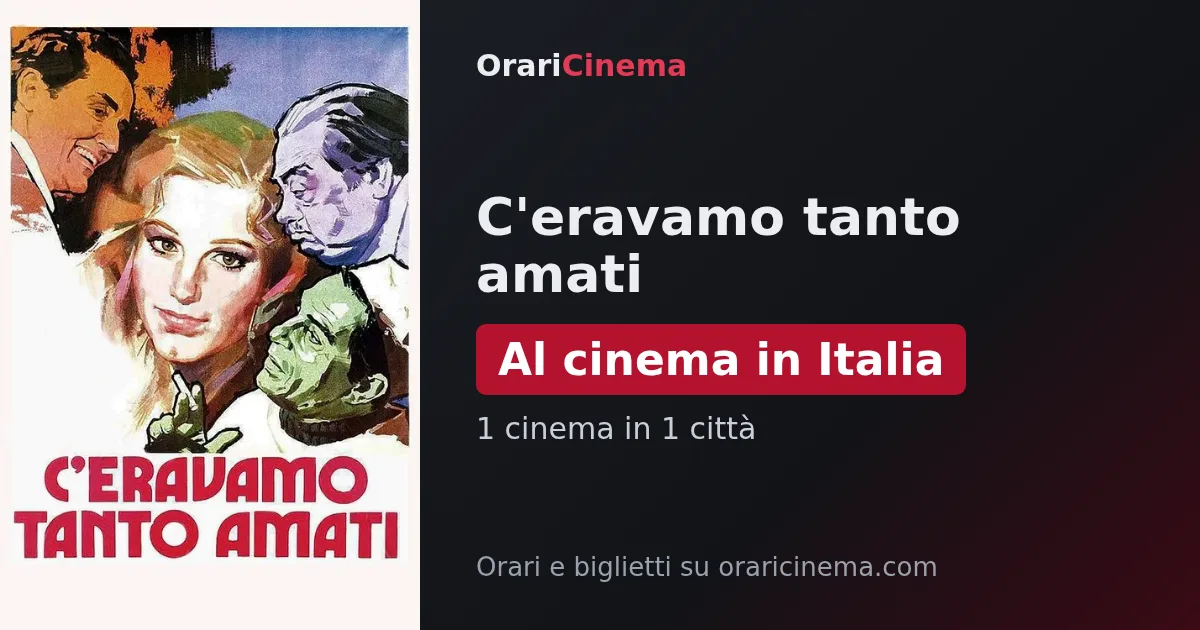 C'ERAVAMO
TANTO AMATI
OrariCinema
C'eravamo tanto
amati
Al cinema in Italia
1 cinema in 1 città
Orari e biglietti su oraricinema.com